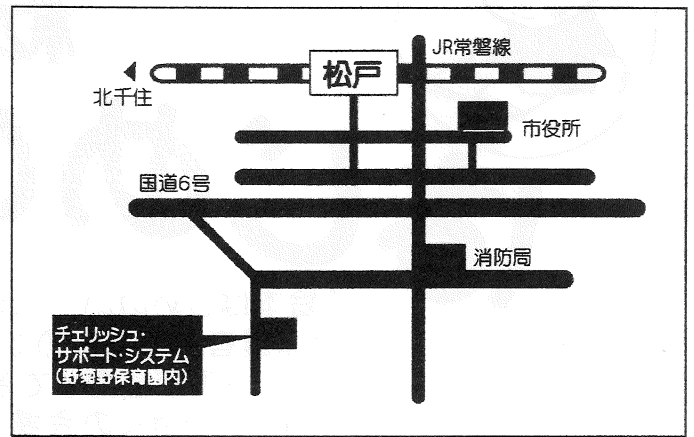 JR常磐線
松戸
北千住
市役所
国道6号
消防局
チェリッシュ・
サポート・システム
(野菊野保育園内)